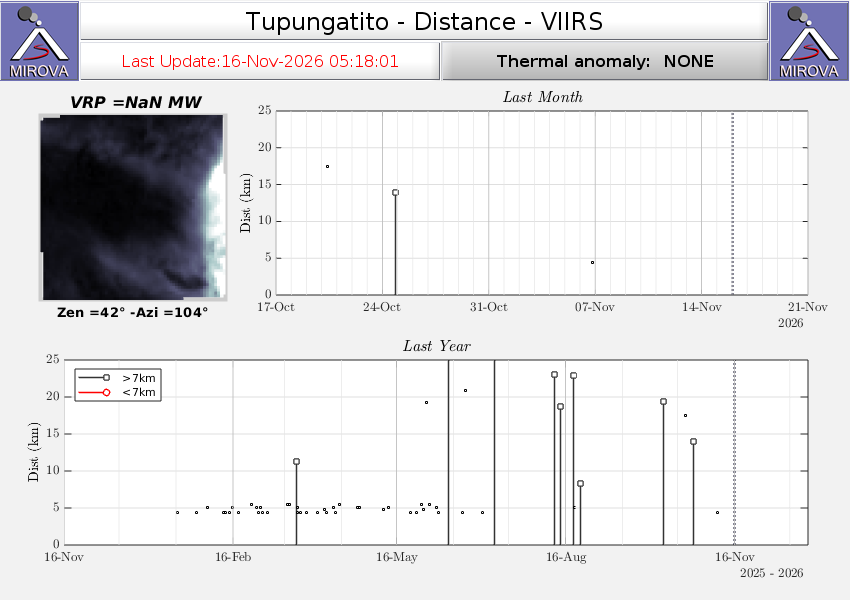 MIROVA
Tupungatito - Distance - VIIRS
MIROVA
Last Update:16-Nov-2026 05:18:01
Thermal anomaly: NONE
VRP =NaN MW
Zen =42° -Azi =104°
Last Month
Dist (km)
25
20
15
10
5
0
17-Oct
24-Oct
31-Oct
07-Nov
14-Nov
21-Nov
2026
Last Year
Dist (km)
25
20
15
10
5
0
>7km
<7km
16-Nov
16-Feb
16-May
16-Aug
16-Nov
2025 - 2026